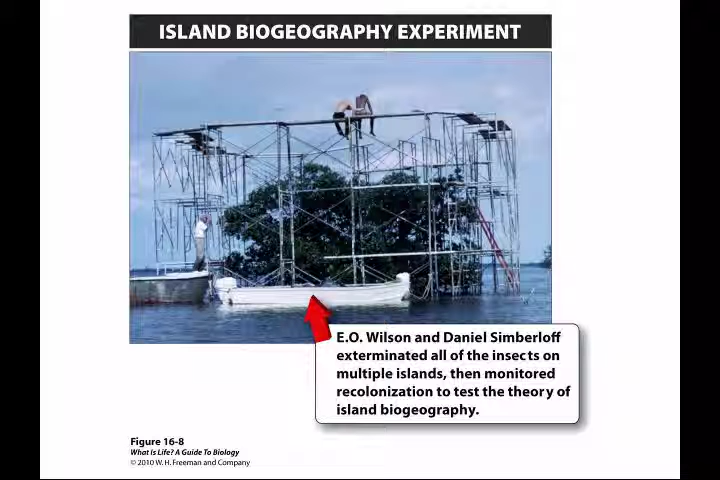 ISLAND BIOGEOGRAPHY EXPERIMENT
E.O. Wilson and Daniel Simberloff
exterminated all of the insects on
multiple islands, then monitored
recolonization to test the theory of
island biogeography.
Figure 16-8
What Is Life? A Guide To Biology
© 2010 W. H. Freeman and Company